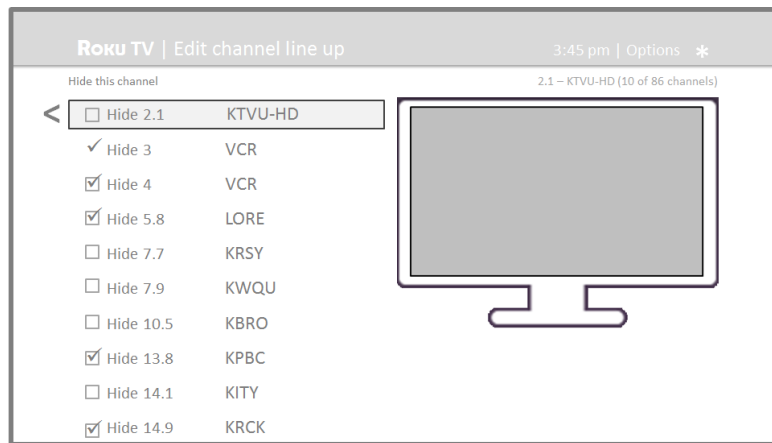 Roku TV | Edit channel line up 3:45 pm | Options *
Hide this channel 2.1 – KTVU-HD (10 of 86 channels)
< Hide 2.1 KTVU-HD
Hide 3 VCR
Hide 4 VCR
Hide 5.8 LORE
Hide 7.7 KRSY
Hide 7.9 KWQU
Hide 10.5 KBRO
Hide 13.8 KPBC
Hide 14.1 KITY
Hide 14.9 KRCK